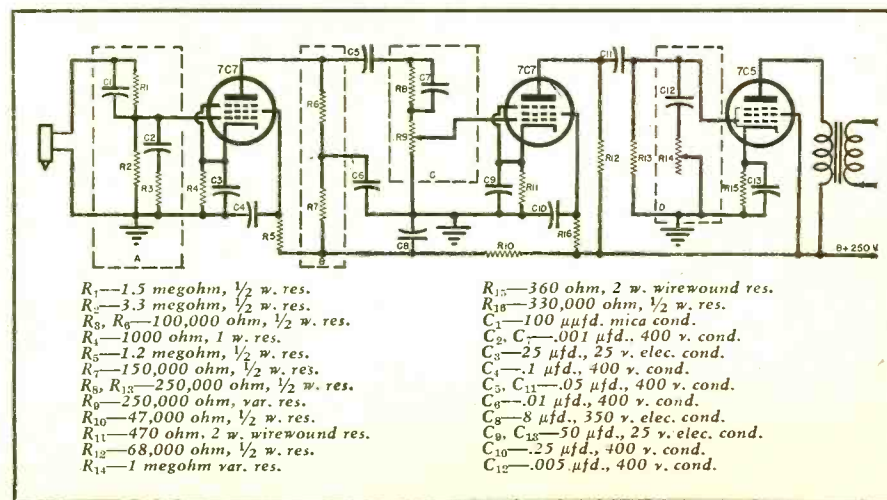 7C7
7C7
7C5
C5
C11
C1
R1
C2
R2
R3
R4
C3
C4
R5
R6
R7
C6
R8
C7
R9
C8
C9
R11
C10
R16
R10
R12
R13
C12
R14
R15
C13
A
B
C
D
B+ 250 V.
R₁—1.5 megohm, ½ w. res.
R₂—3.3 megohm, ½ w. res.
R₃, R₆—100,000 ohm, ½ w. res.
R₄—1000 ohm, 1 w. res.
R₅—1.2 megohm, ½ w. res.
R₇—150,000 ohm, ½ w. res.
R₈, R₁₃—250,000 ohm, ½ w. res.
R₉—250,000 ohm, var. res.
R₁₀—47,000 ohm, ½ w. res.
R₁₁—470 ohm, 2 w. wirewound res.
R₁₂—68,000 ohm, ½ w. res.
R₁₄—1 megohm var. res.
R₁₅—360 ohm, 2 w. wirewound res.
R₁₆—330,000 ohm, ½ w. res.
C₁—100 μμfd. mica cond.
C₂, C₇—.001 μfd., 400 v. cond.
C₃—25 μfd., 25 v. elec. cond.
C₄—.1 μfd., 400 v. cond.
C₅, C₁₁—.05 μfd., 400 v. cond.
C₆—.01 μfd., 400 v. cond.
C₈—8 μfd., 350 v. elec. cond.
C₉, C₁₃—50 μfd., 25 v. elec. cond.
C₁₀—.25 μfd., 400 v. cond.
C₁₂—.005 μfd., 400 v. cond.